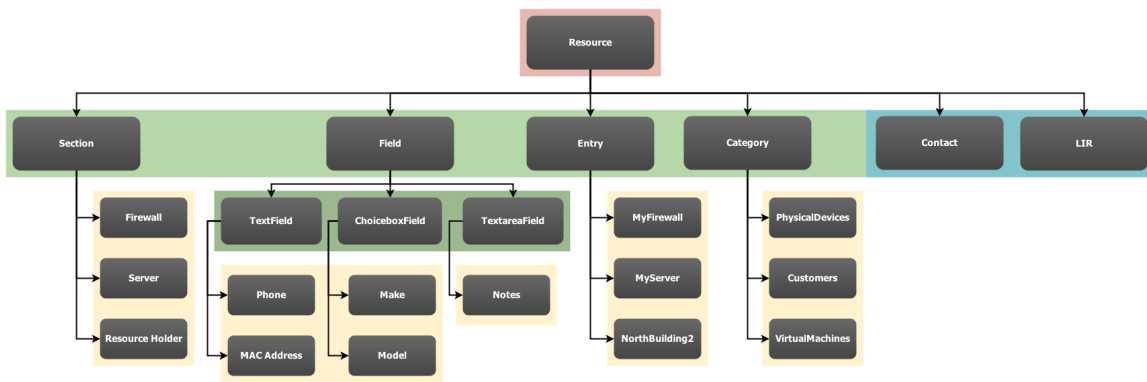 Resource
Section
Field
Entry
Category
Contact
LIR
Firewall
TextField
ChoiceboxField
TextareaField
MyFirewall
PhysicalDevices
Server
Phone
Make
Notes
MyServer
Customers
Resource Holder
MAC Address
Model
NorthBuilding2
VirtualMachines